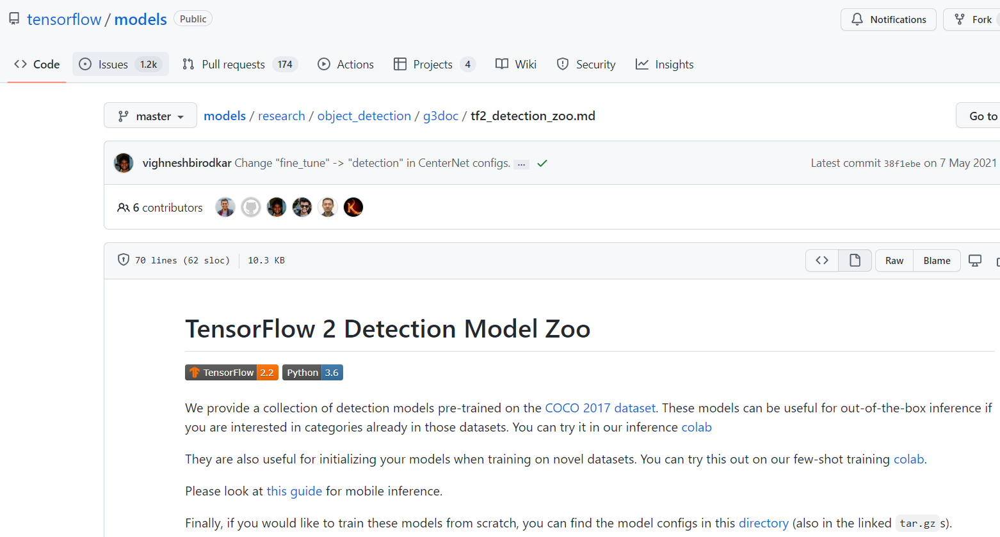 tensorflow / models Public Notifications Fork
Code Issues 1.2k Pull requests 174 Actions Projects 4 Wiki Security Insights
master models / research / object_detection / g3doc / tf2_detection_zoo.md Go to
vighneshbirodkar Change "fine_tune" -> "detection" in CenterNet configs. ... Latest commit 38f1ebe on 7 May 2021
6 contributors
70 lines (62 sloc) 10.3 KB Raw Blame
TensorFlow 2 Detection Model Zoo
TensorFlow 2.2 Python 3.6
We provide a collection of detection models pre-trained on the COCO 2017 dataset. These models can be useful for out-of-the-box inference if
you are interested in categories already in those datasets. You can try it in our inference colab
They are also useful for initializing your models when training on novel datasets. You can try this out on our few-shot training colab.
Please look at this guide for mobile inference.
Finally, if you would like to train these models from scratch, you can find the model configs in this directory (also in the linked tar.gz s).